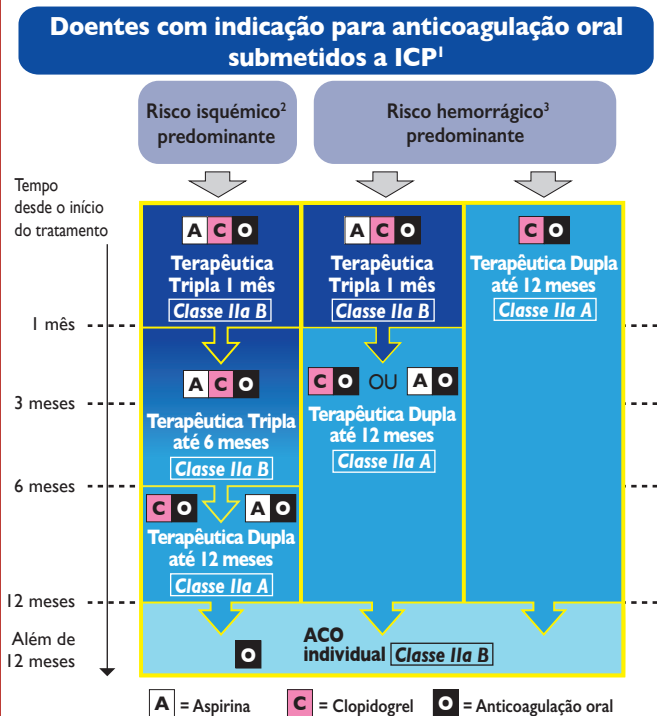 Doentes com indicação para anticoagulação oral
submetidos a ICP¹
Risco isquémico²
predominante
Risco hemorrágico³
predominante
Tempo
desde o início
do tratamento
A C O
Terapêutica
Tripla 1 mês
Classe IIa B
A C O
Terapêutica
Tripla 1 mês
Classe IIa B
C O
Terapêutica Dupla
até 12 meses
Classe IIa A
1 mês
A C O
Terapêutica Tripla
até 6 meses
Classe IIa B
C O OU A O
Terapêutica Dupla
até 12 meses
Classe IIa A
3 meses
6 meses
C O A O
Terapêutica Dupla
até 12 meses
Classe IIa A
12 meses
Além de
12 meses
O
ACO
individual Classe IIa B
A = Aspirina C = Clopidogrel O = Anticoagulação oral